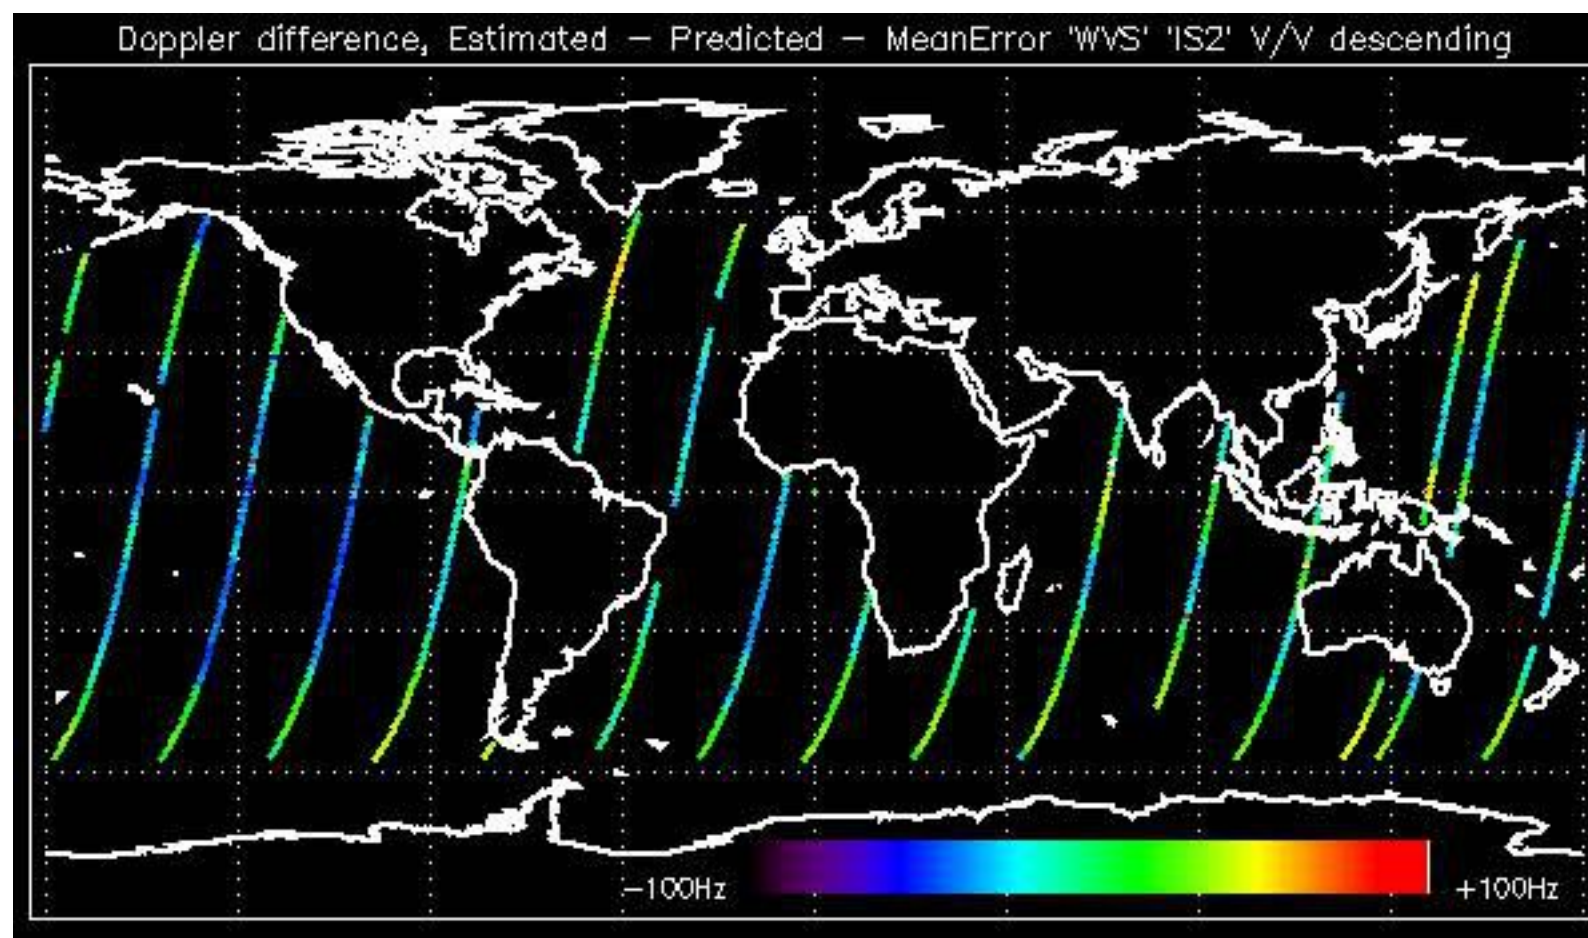 Doppler difference, Estimated – Predicted – MeanError 'WVS' 'IS2' V/V descending
–100Hz +100Hz